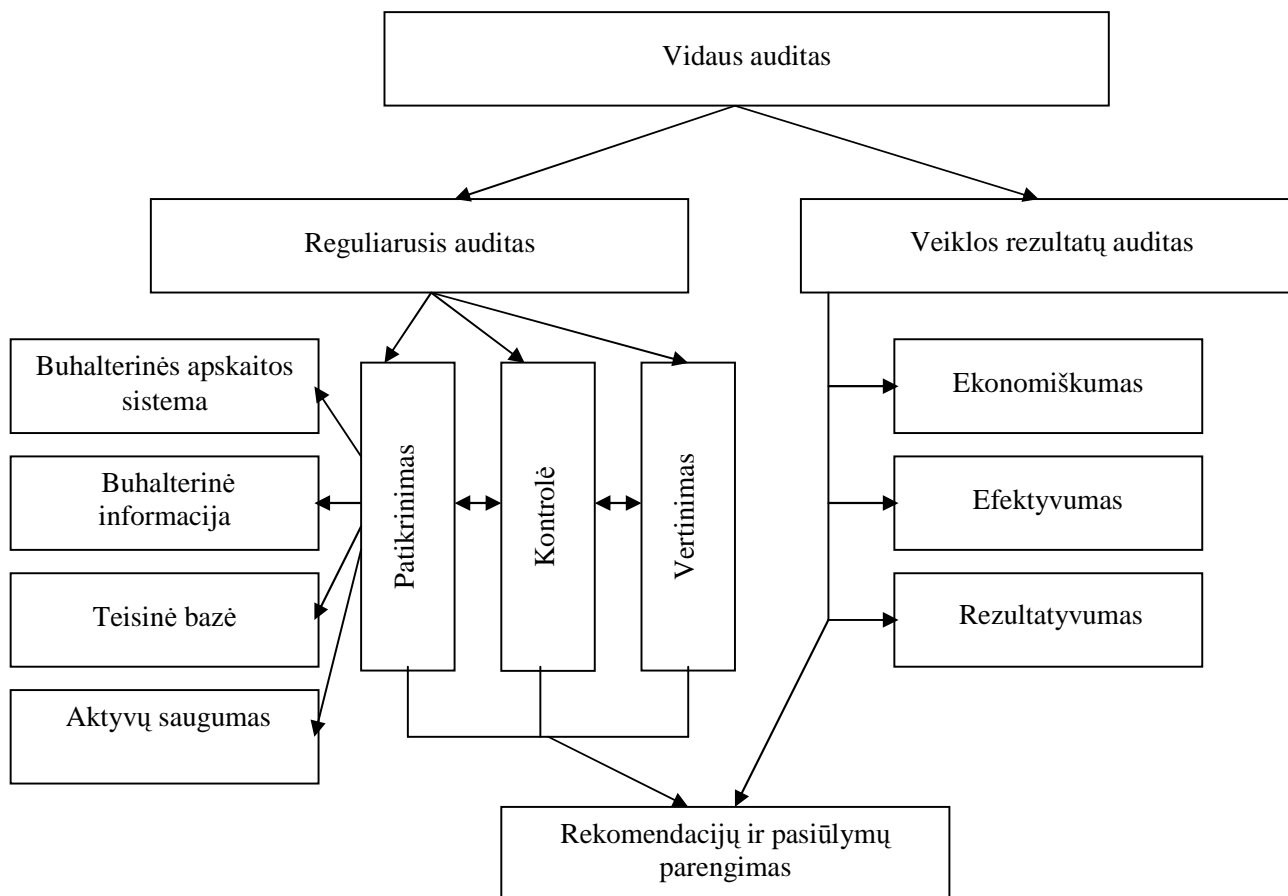 Vidaus auditas
Reguliarusis auditas
Veiklos rezultatų auditas
Buhalterinės apskaitos
sistema
Buhalterinė
informacija
Teisinė bazė
Aktyvų saugumas
Patikrinimas
Kontrolė
Vertinimas
Ekonomiškumas
Efektyvumas
Rezultatyvumas
Rekomendacijų ir pasiūlymų
parengimas